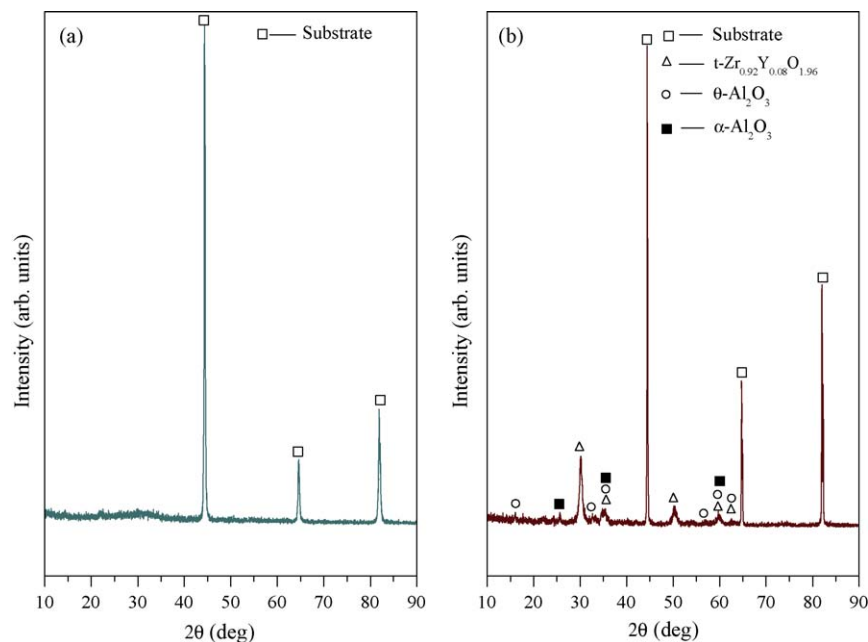 (a)
□— Substrate
Intensity (arb. units)
10 20 30 40 50 60 70 80 90
2θ (deg)
(b)
□ — Substrate
△ — t-Zr₀.₉₂Y₀.₀₈O₁.₉₆
○ — θ-Al₂O₃
■ — α-Al₂O₃
Intensity (arb. units)
10 20 30 40 50 60 70 80 90
2θ (deg)